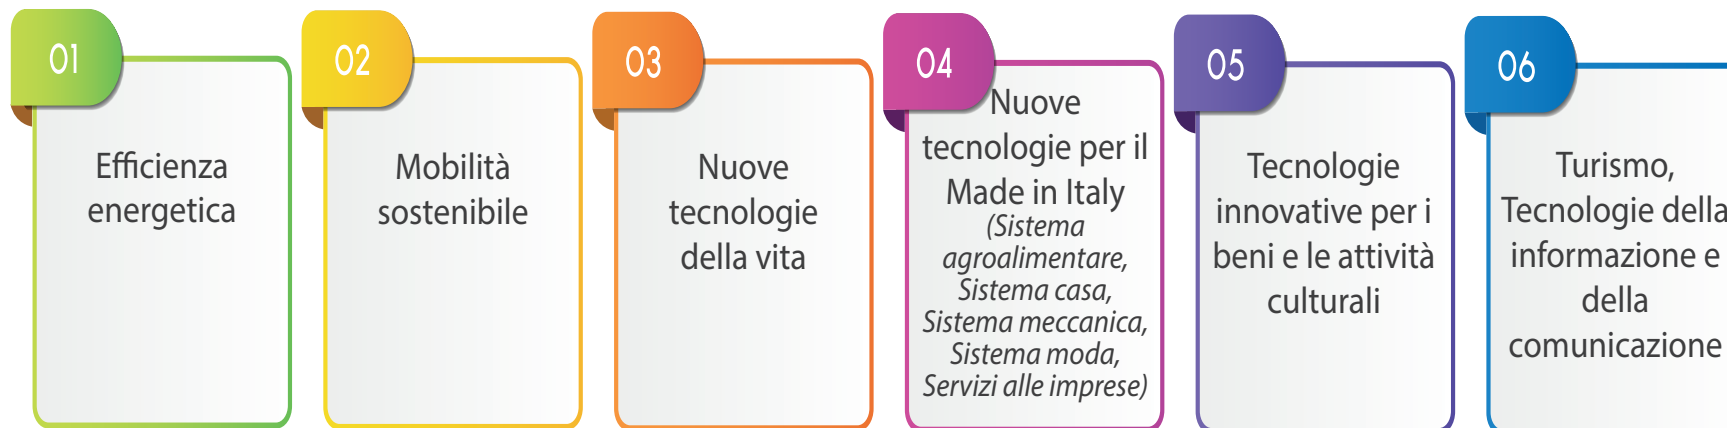 01
Efficienza
energetica
02
Mobilità
sostenibile
03
Nuove
tecnologie
della vita
04
Nuove
tecnologie per il
Made in Italy
(Sistema
agroalimentare,
Sistema casa,
Sistema meccanica,
Sistema moda,
Servizi alle imprese)
05
Tecnologie
innovative per i
beni e le attività
culturali
06
Turismo,
Tecnologie della
informazione e
della
comunicazione